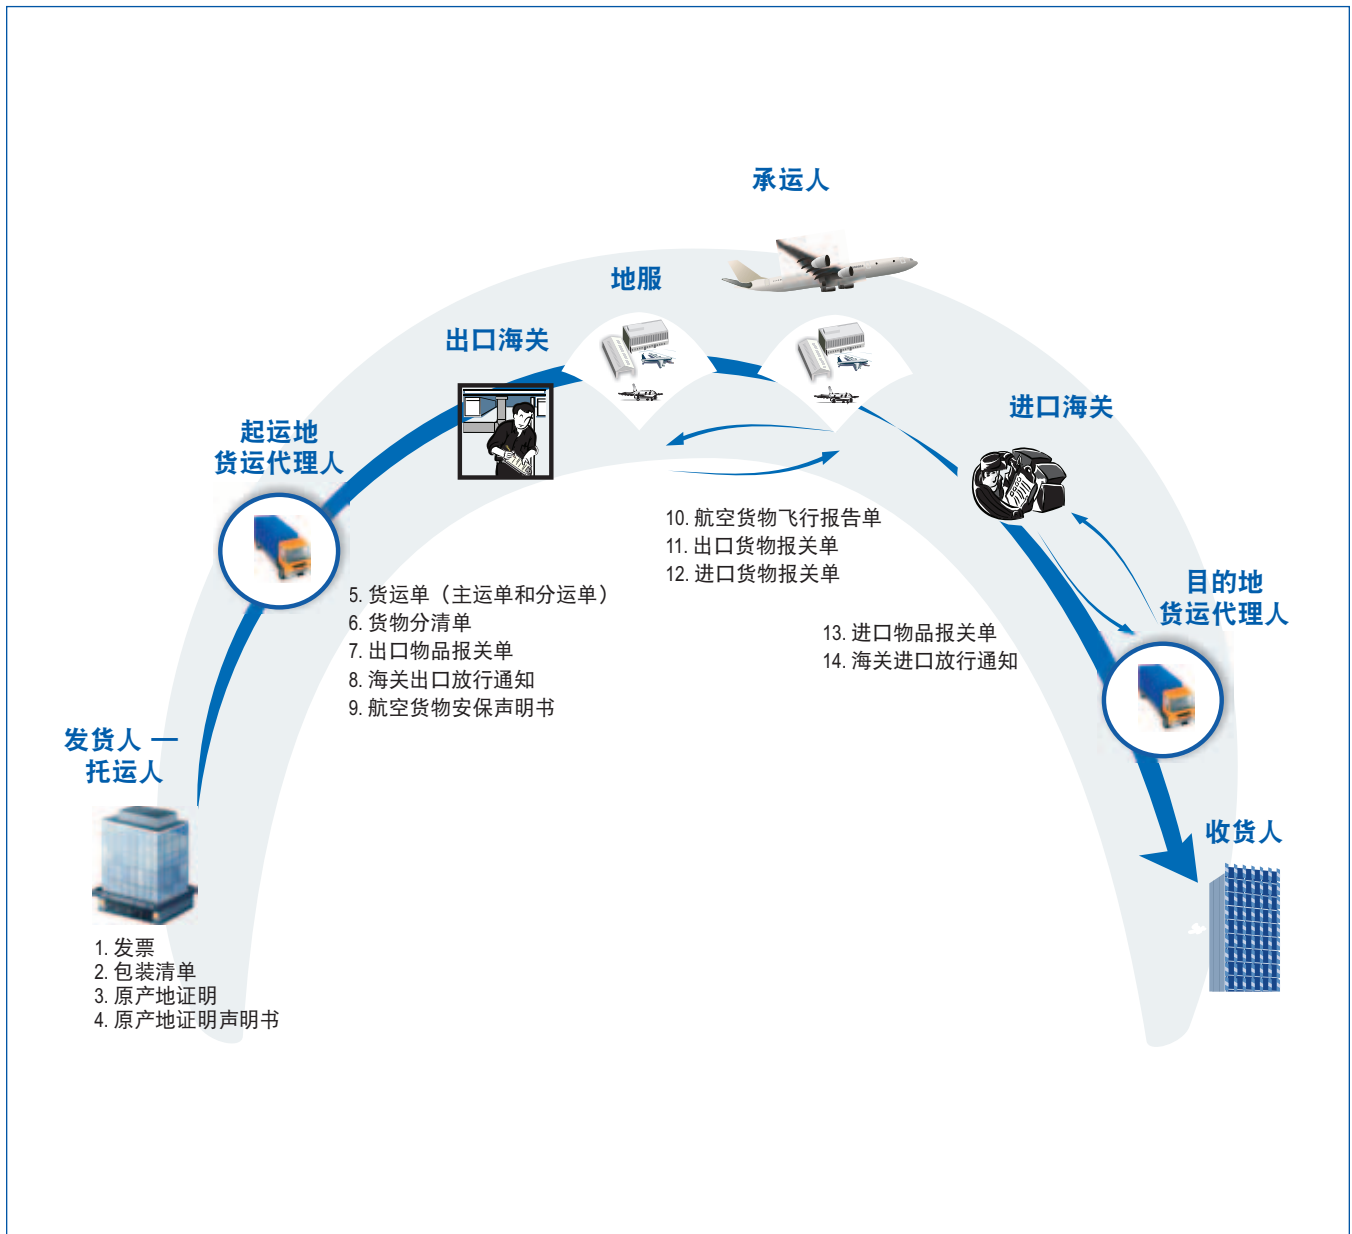 承运人
地服
出口海关
进口海关
起运地
货运代理人
10. 航空货物飞行报告单
11. 出口货物报关单
12. 进口货物报关单
目的地
货运代理人
5. 货运单（主运单和分运单）
6. 货物分清单
7. 出口物品报关单
8. 海关出口放行通知
9. 航空货物安保声明书
13. 进口物品报关单
14. 海关进口放行通知
发货人 —
托运人
收货人
1. 发票
2. 包装清单
3. 原产地证明
4. 原产地证明声明书